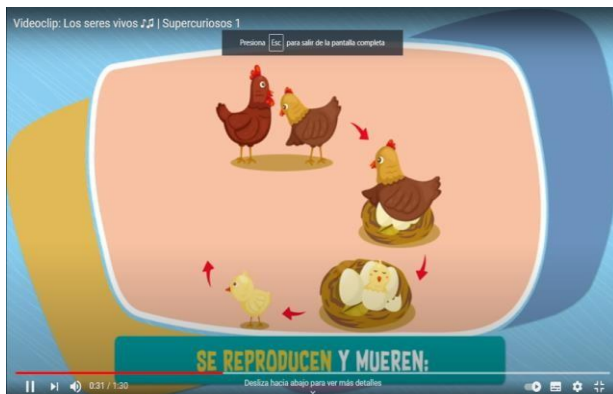 Videoclip: Los seres vivos 🎵🎶 | Supercuriosos 1
Presiona Esc para salir de la pantalla completa
SE REPRODUCEN Y MUEREN:
0:31 / 1:30
Desliza hacia abajo para ver más detalles